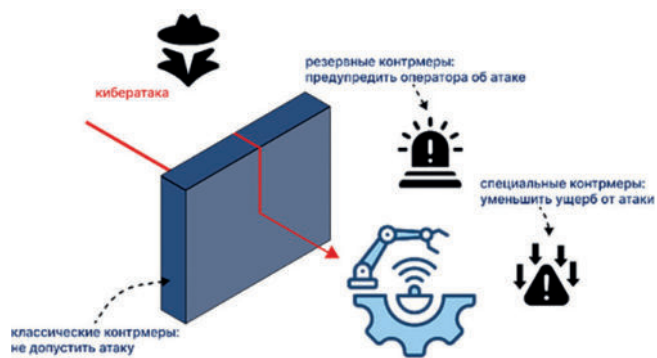 резервные контрмеры:
предупредить оператора об атаке
кибератака
специальные контрмеры:
уменьшить ущерб от атаки
классические контрмеры:
не допустить атаку